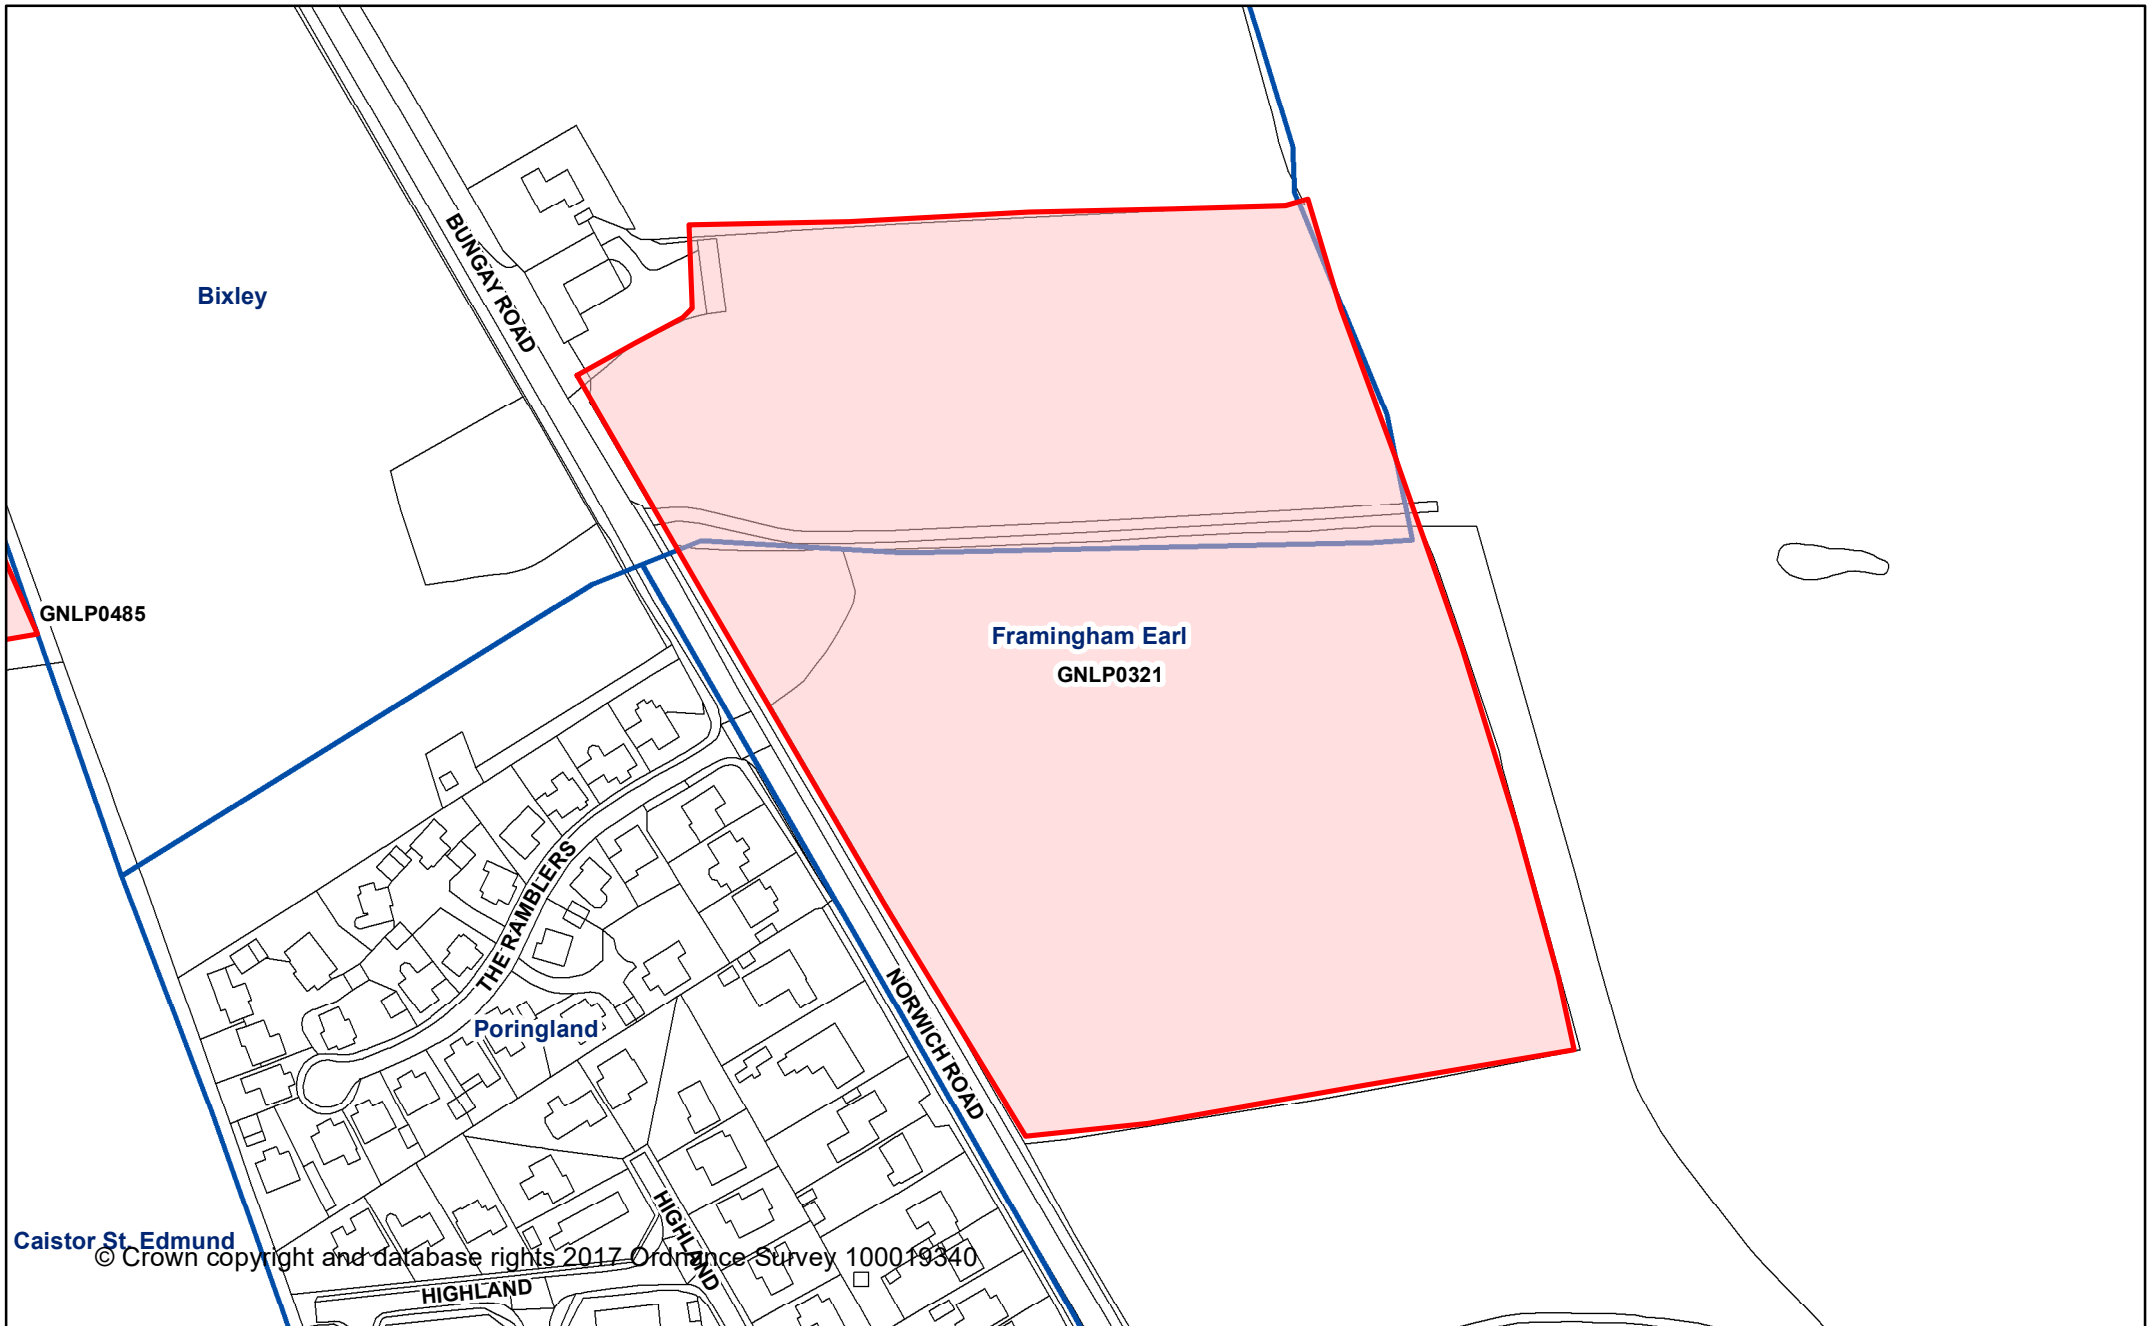 BUNGAY ROAD
Bixley
GNLP0485
Framingham Earl
GNLP0321
THE RAMBLERS
NORWICH ROAD
Poringland
HIGHLAND
Caistor St. Edmund
© Crown copyright and database rights 2017 Ordnance Survey 100019340
HIGHLAND